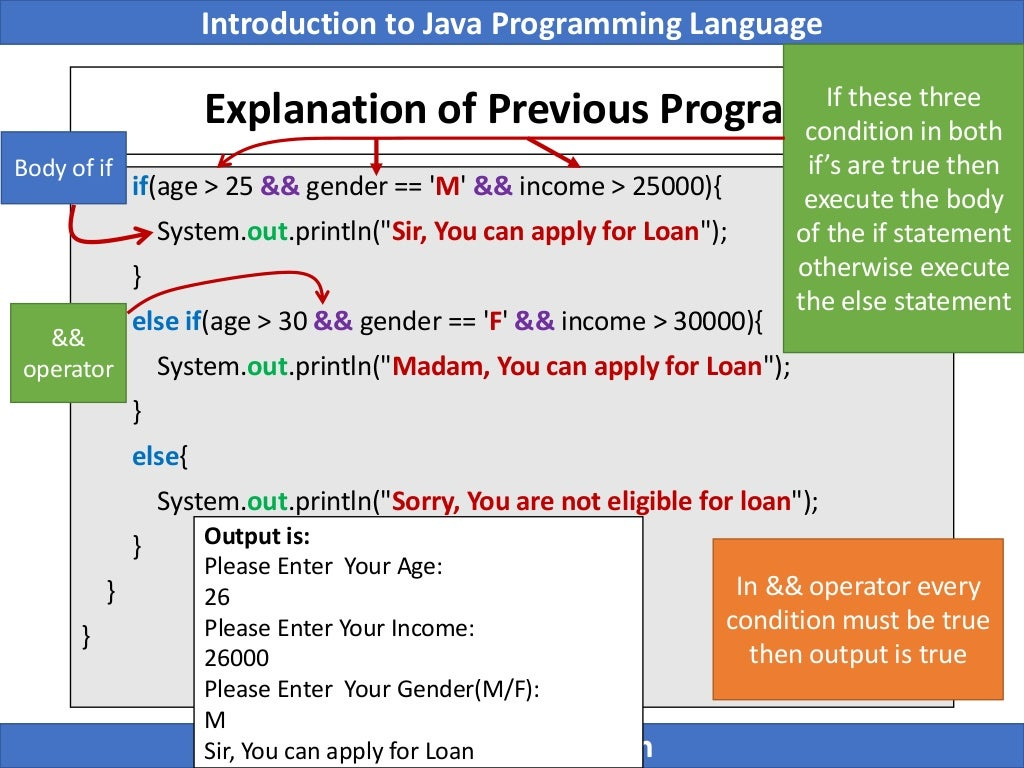 Introduction to Java Programming Language
Explanation of Previous Progra
If these three
condition in both
if’s are true then
execute the body
of the if statement
otherwise execute
the else statement
Body of if
if(age > 25 && gender == 'M' && income > 25000){
System.out.println("Sir, You can apply for Loan");
}
&&
operator
else if(age > 30 && gender == 'F' && income > 30000){
System.out.println("Madam, You can apply for Loan");
}
else{
System.out.println("Sorry, You are not eligible for loan");
}
}
}
Output is:
Please Enter  Your Age:
26
Please Enter Your Income:
26000
Please Enter  Your Gender(M/F):
M
Sir, You can apply for Loan
In && operator every
condition must be true
then output is true